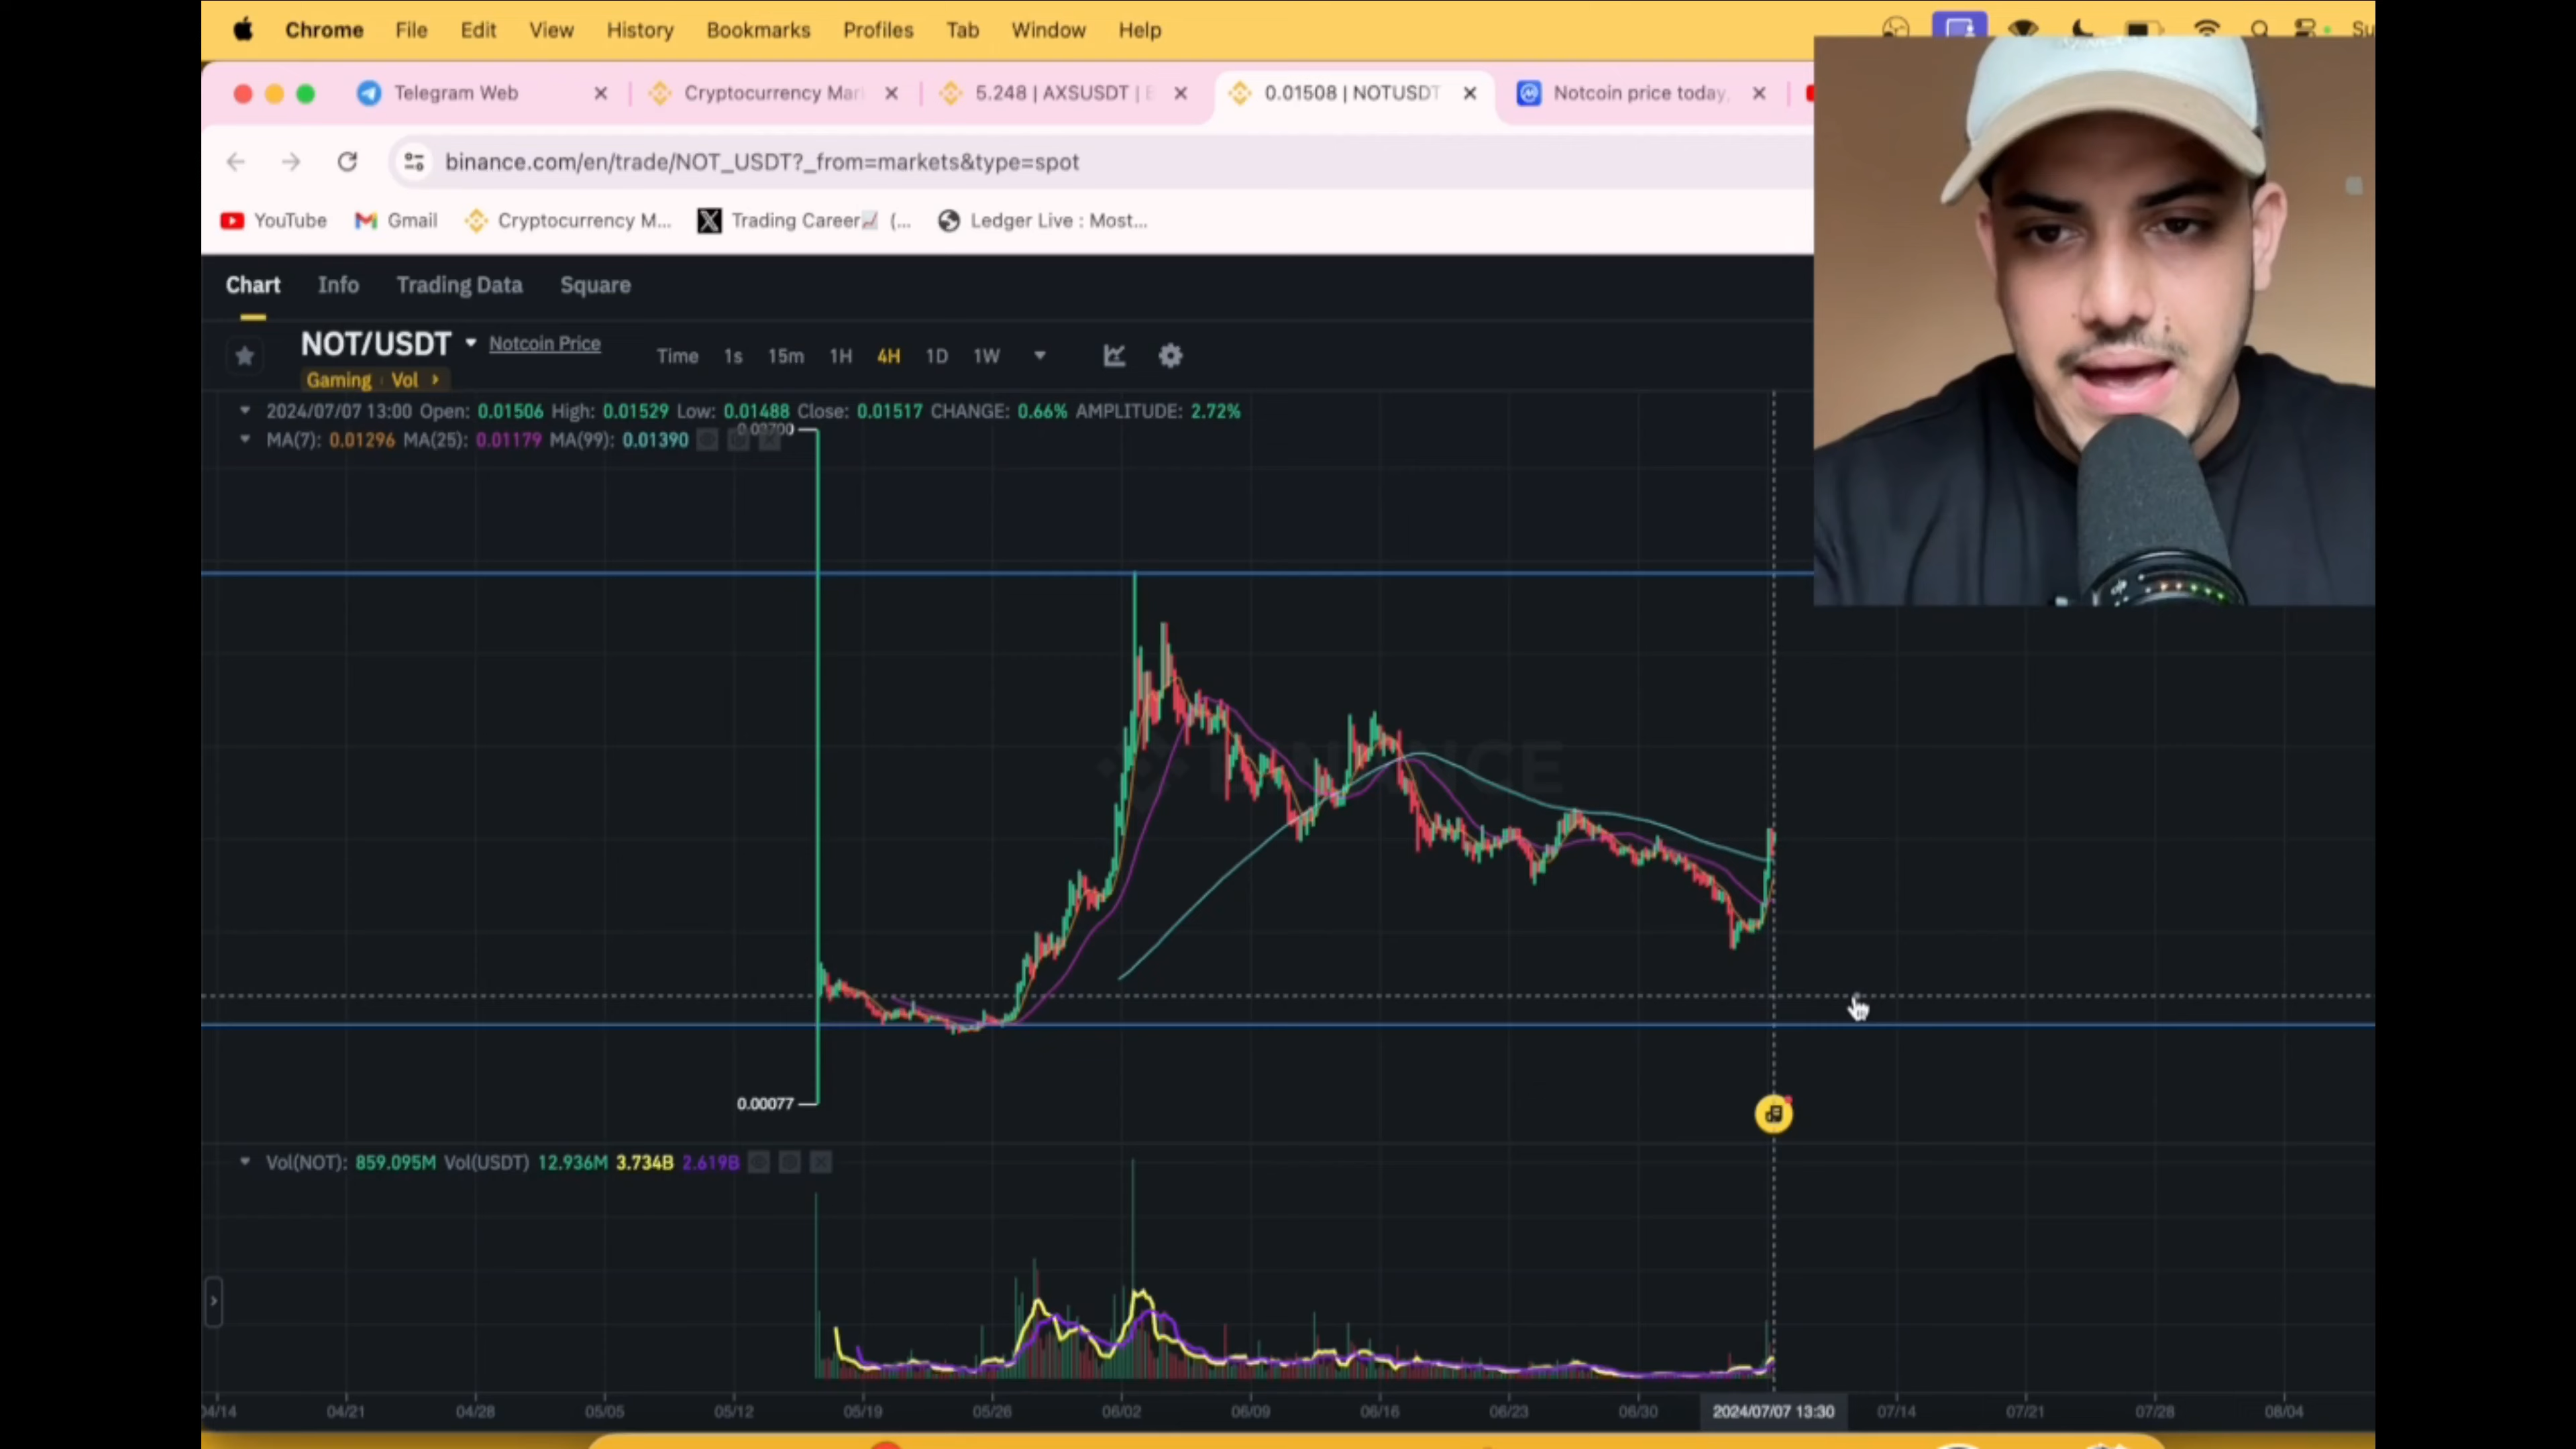 Chrome File Edit View History Bookmarks Profiles Tab Window Help
Telegram Web
5.248 | AXSUSDT |
0.01508 | NOTUSDT
Notcoin price today,
binance.com/en/trade/NOT_USDT?_from=markets&type=spot
YouTube Gmail Cryptocurrency M... Trading Career📈 (... Ledger Live : Most...
Chart Info Trading Data Square
NOT/USDT Notcoin Price
Gaming Vol
Time 1s 15m 1H 4H 1D 1W
2024/07/07 13:00 Open: 0.01506 High: 0.01529 Low: 0.01488 Close: 0.01517 CHANGE: 0.66% AMPLITUDE: 2.72%
MA(7): 0.01296 MA(25): 0.01179 MA(99): 0.01390
0.00077
Vol(NOT): 859.095M Vol(USDT) 12.936M 3.734B 2.619B
04/21 04/28 05/05 05/12 05/19 05/26 06/02 06/09 06/16 06/23 06/30 2024/07/07 13:30 07/14 07/21 07/28 08/04